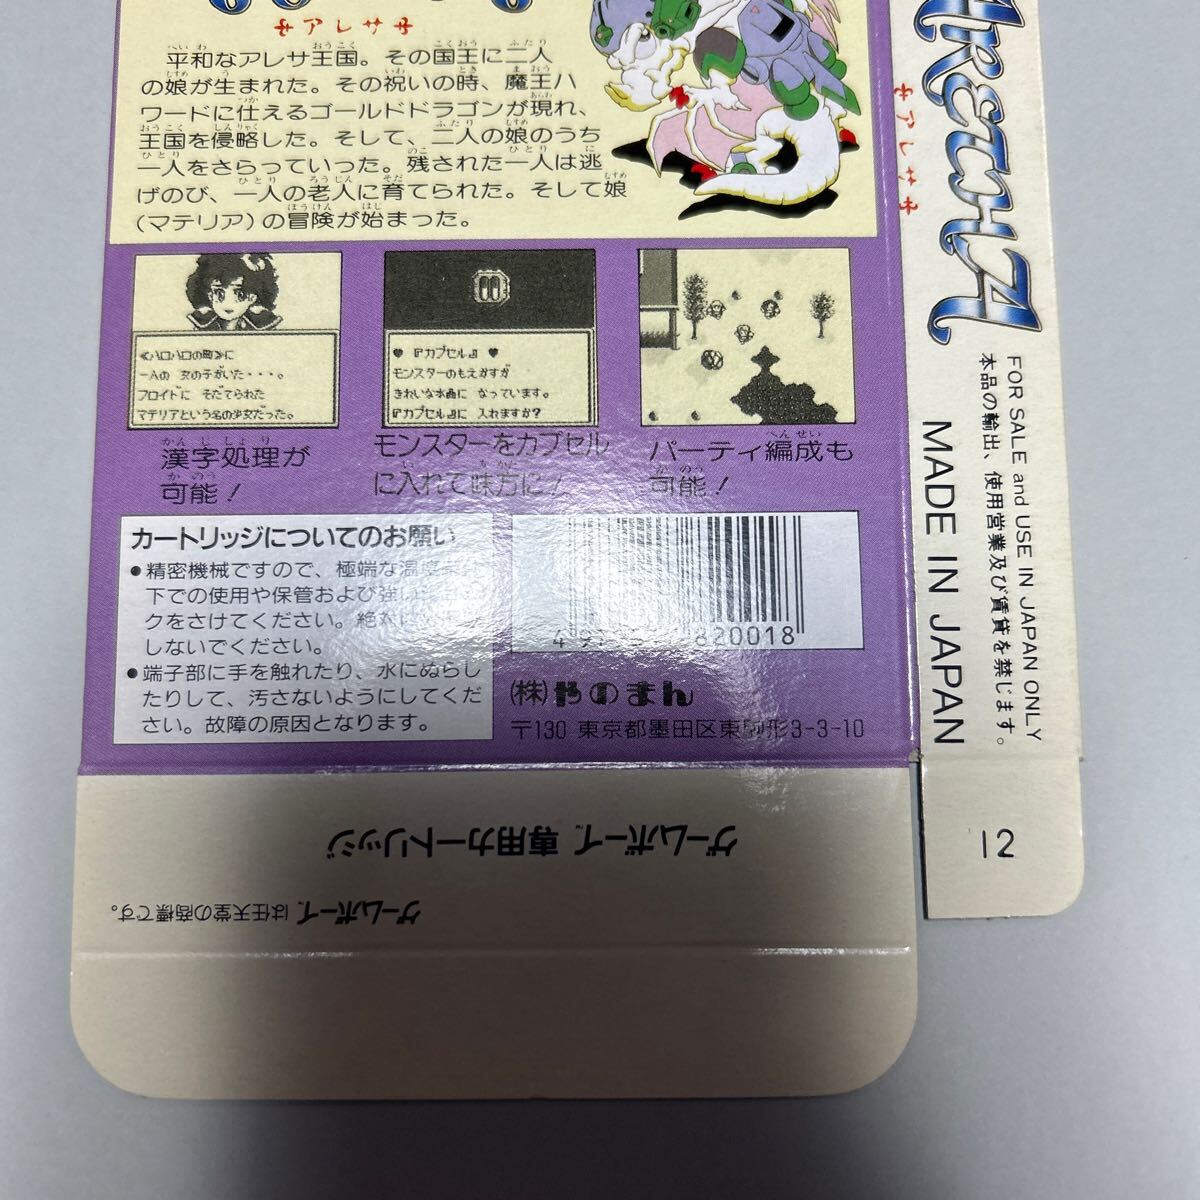 アレサ
平和なアレサ王国。その国王に二人
の娘が生まれた。その祝いの時、魔王ハ
ワードに仕えるゴールドドラゴンが現れ、
王国を侵略した。そして、二人の娘のうち
一人をさらっていった。残された一人は逃
げのび、一人の老人に育てられた。そして娘
(マテリア)の冒険が始まった。
≪ハロハロの町≫に
一人の 女の子がいた・・・。
フロイトに そだてられた
マテリアという名の少女だった。
漢字処理が
可能!
♥『カプセル』♥
モンスターのもえかすが
きれいな水晶に なっています。
『カプセル』に 入れますか?
モンスターをカプセル
に入れて味方に!
パーティ編成も
可能!
カートリッジについてのお願い
●精密機械ですので、極端な温度
下での使用や保管および強い
クをさけてください。絶対に
しないでください。
●端子部に手を触れたり、水にぬらし
たりして、汚さないようにしてくだ
さい。故障の原因となります。
820018
(株)やのまん
〒130 東京都墨田区東駒形3-3-10
ゲームボーイ 専用カートリッジ
ゲームボーイは任天堂の商標です。
ARETHA
アレサ
FOR SALE and USE IN JAPAN ONLY
本品の輸出、使用営業及び賃貸を禁じます。
MADE IN JAPAN
12